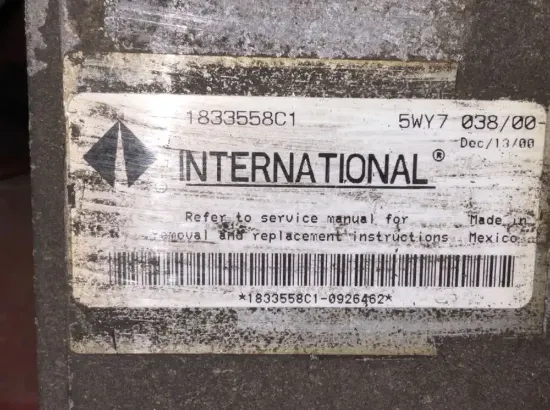 1833558C1 5WY7 038/00-
Dec/13/00
INTERNATIONAL®
Refer to service manual for Made in
removal and replacement instructions Mexico
*1833558C1-0926462*